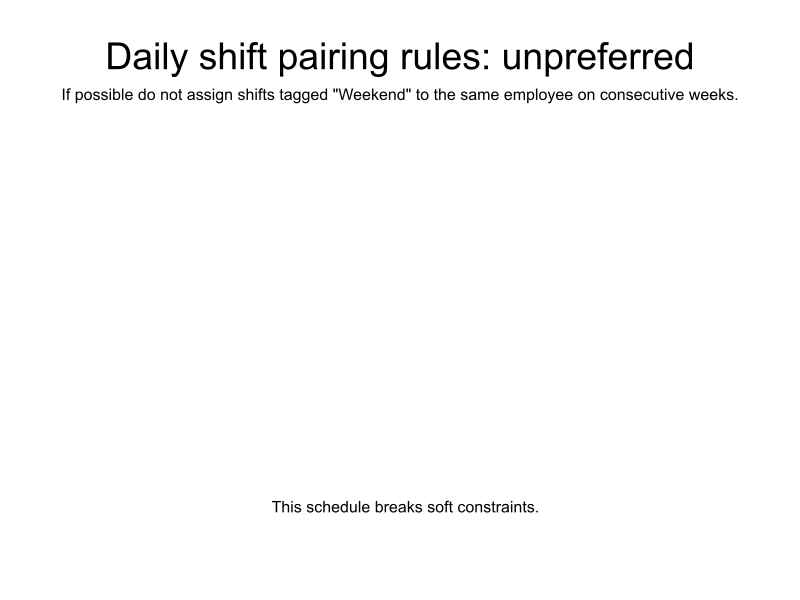 Daily shift pairing rules: unpreferred
If possible do not assign shifts tagged "Weekend" to the same employee on consecutive weeks.
This schedule breaks soft constraints.